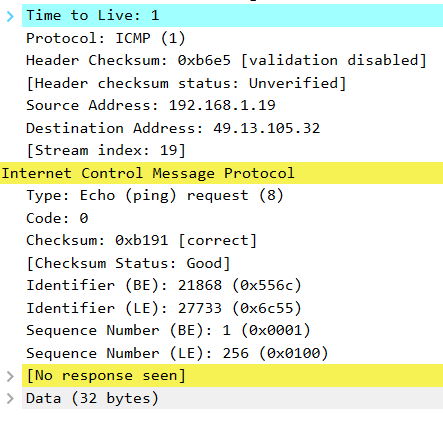 Time to Live: 1
Protocol: ICMP (1)
Header Checksum: 0xb6e5 [validation disabled]
[Header checksum status: Unverified]
Source Address: 192.168.1.19
Destination Address: 49.13.105.32
[Stream index: 19]
Internet Control Message Protocol
Type: Echo (ping) request (8)
Code: 0
Checksum: 0xb191 [correct]
[Checksum Status: Good]
Identifier (BE): 21868 (0x556c)
Identifier (LE): 27733 (0x6c55)
Sequence Number (BE): 1 (0x0001)
Sequence Number (LE): 256 (0x0100)
[No response seen]
Data (32 bytes)